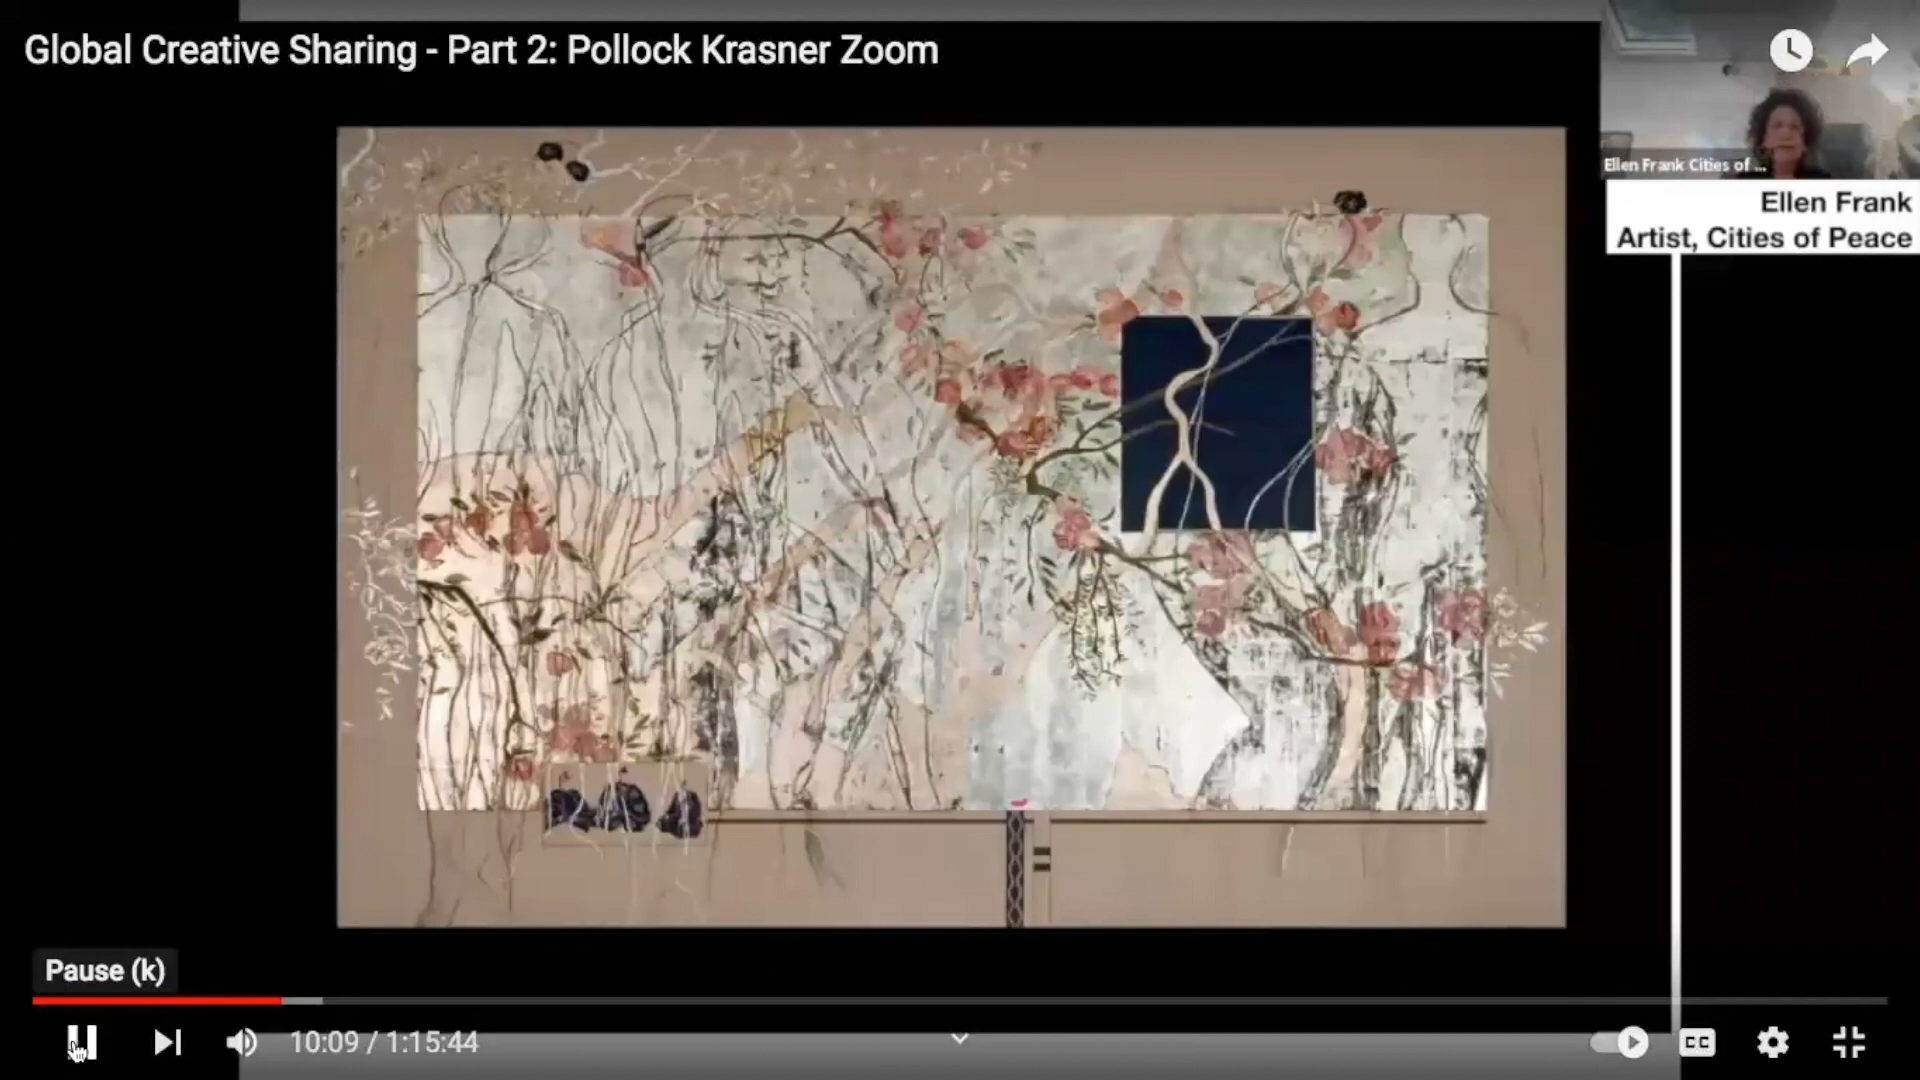 Global Creative Sharing - Part 2: Pollock Krasner Zoom
Ellen Frank Cities of ...
Ellen Frank
Artist, Cities of Peace
Pause (k)
10:09 / 1:15:44
CC